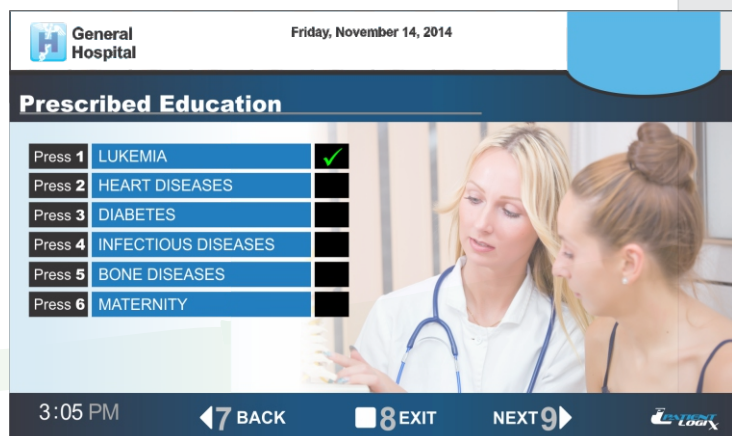 H
General
Hospital
Friday, November 14, 2014
Prescribed Education
Press 1 LUKEMIA
Press 2 HEART DISEASES
Press 3 DIABETES
Press 4 INFECTIOUS DISEASES
Press 5 BONE DISEASES
Press 6 MATERNITY
3:05 PM
7 BACK
8 EXIT
NEXT 9
PATIENT
LOGIX